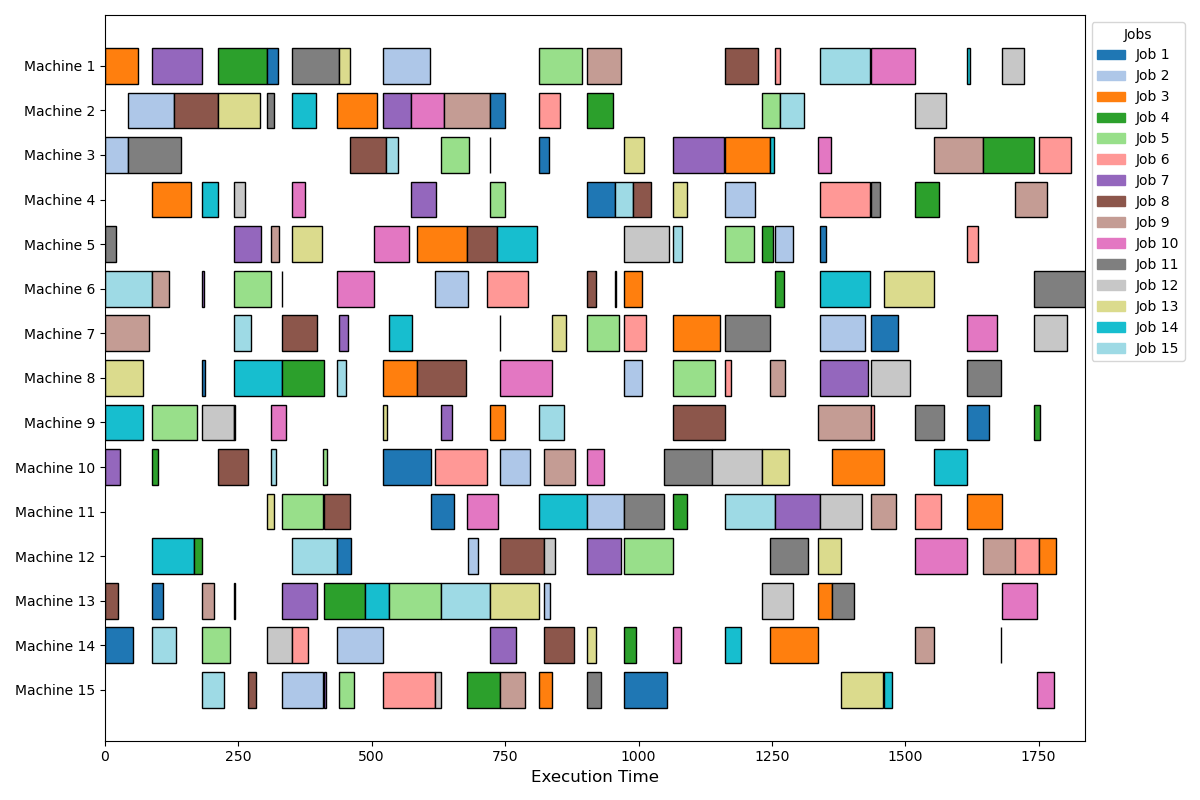 Machine 1
Machine 2
Machine 3
Machine 4
Machine 5
Machine 6
Machine 7
Machine 8
Machine 9
Machine 10
Machine 11
Machine 12
Machine 13
Machine 14
Machine 15
0 250 500 750 1000 1250 1500 1750
Execution Time
Jobs
Job 1
Job 2
Job 3
Job 4
Job 5
Job 6
Job 7
Job 8
Job 9
Job 10
Job 11
Job 12
Job 13
Job 14
Job 15